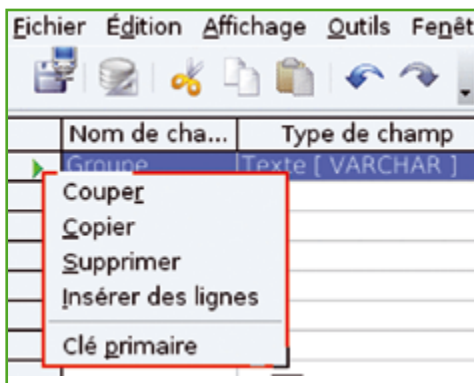 Fichier Édition Affichage Outils Fenêt
Nom de cha... Type de champ
Groupe Texte [ VARCHAR ]
Couper
Copier
Supprimer
Insérer des lignes
Clé primaire